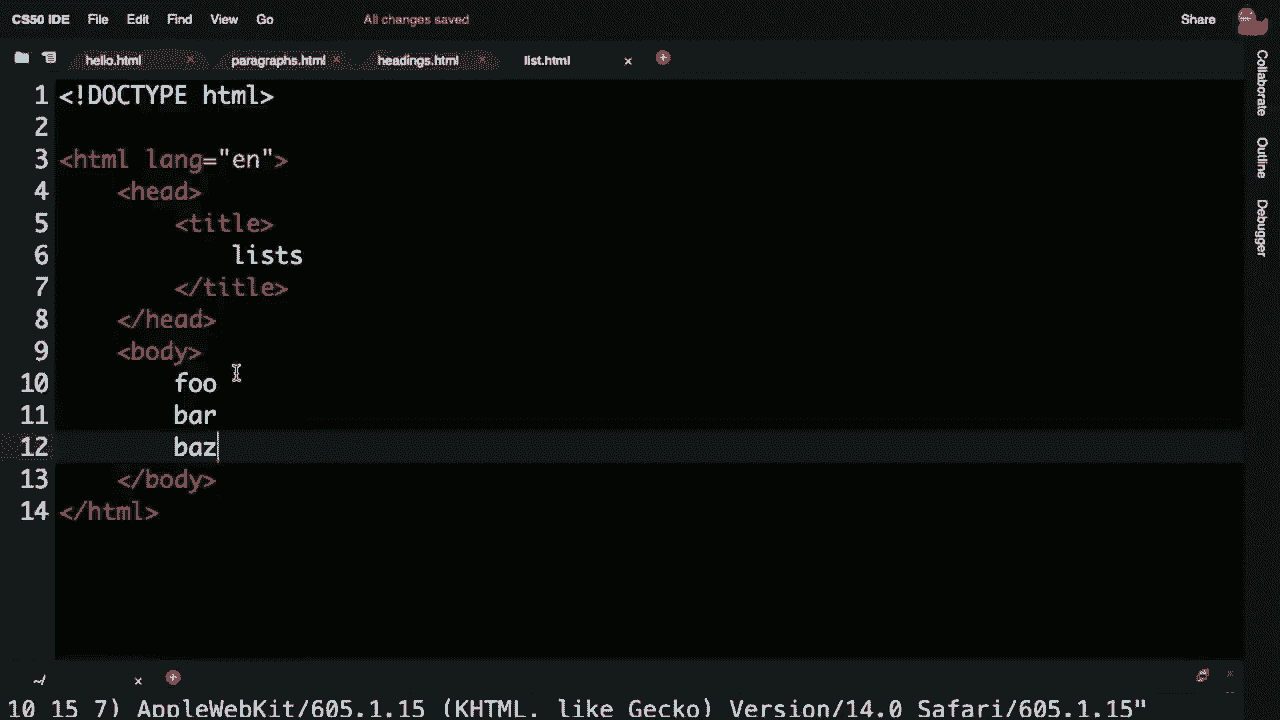 CS50 IDE File Edit Find View Go All changes saved Share
hello.html × paragraphs.html × headings.html × list.html ×
Collaborate
Outline
Debugger
1 <!DOCTYPE html>
2
3 <html lang="en">
4 <head>
5 <title>
6 lists
7 </title>
8 </head>
9 <body>
10 foo
11 bar
12 baz
13 </body>
14 </html>
~/ ×
10_15_7) AppleWebKit/605.1.15 (KHTML, like Gecko) Version/14.0 Safari/605.1.15"